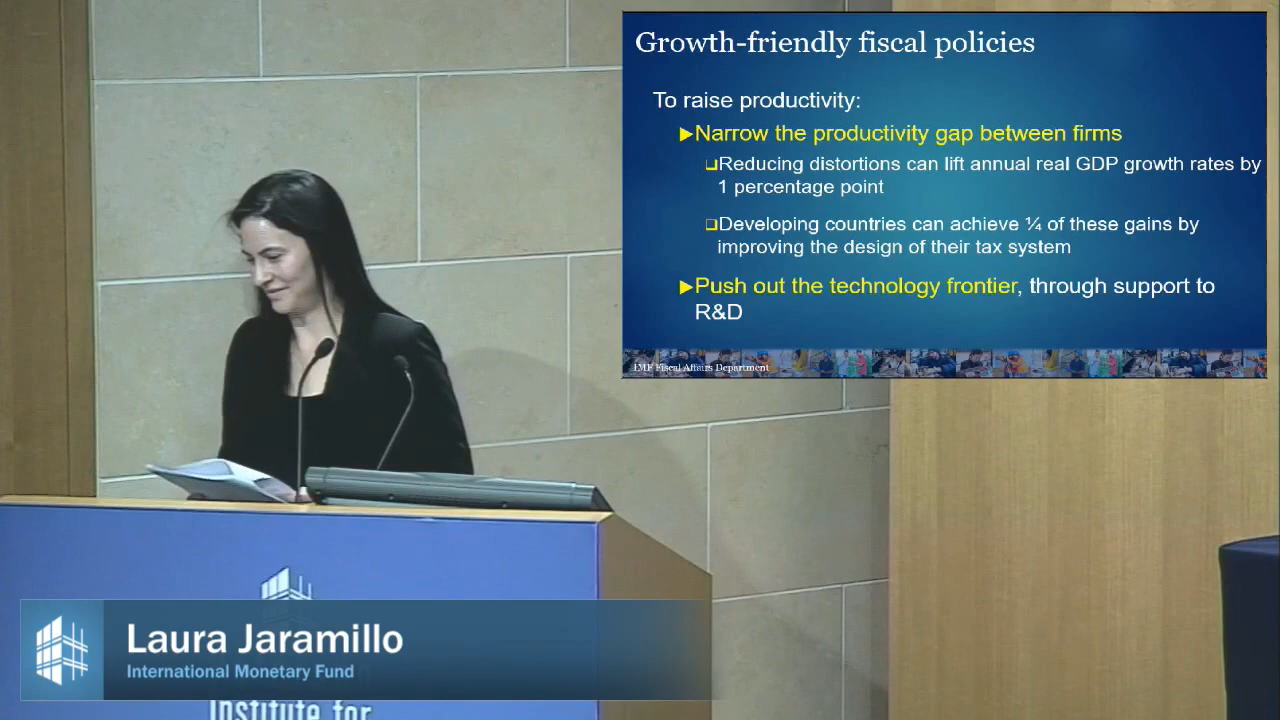 Growth-friendly fiscal policies
To raise productivity:
►Narrow the productivity gap between firms
❑Reducing distortions can lift annual real GDP growth rates by
1 percentage point
❑Developing countries can achieve ¼ of these gains by
improving the design of their tax system
►Push out the technology frontier, through support to
R&D
IMF Fiscal Affairs Department
Laura Jaramillo
International Monetary Fund
Institute for